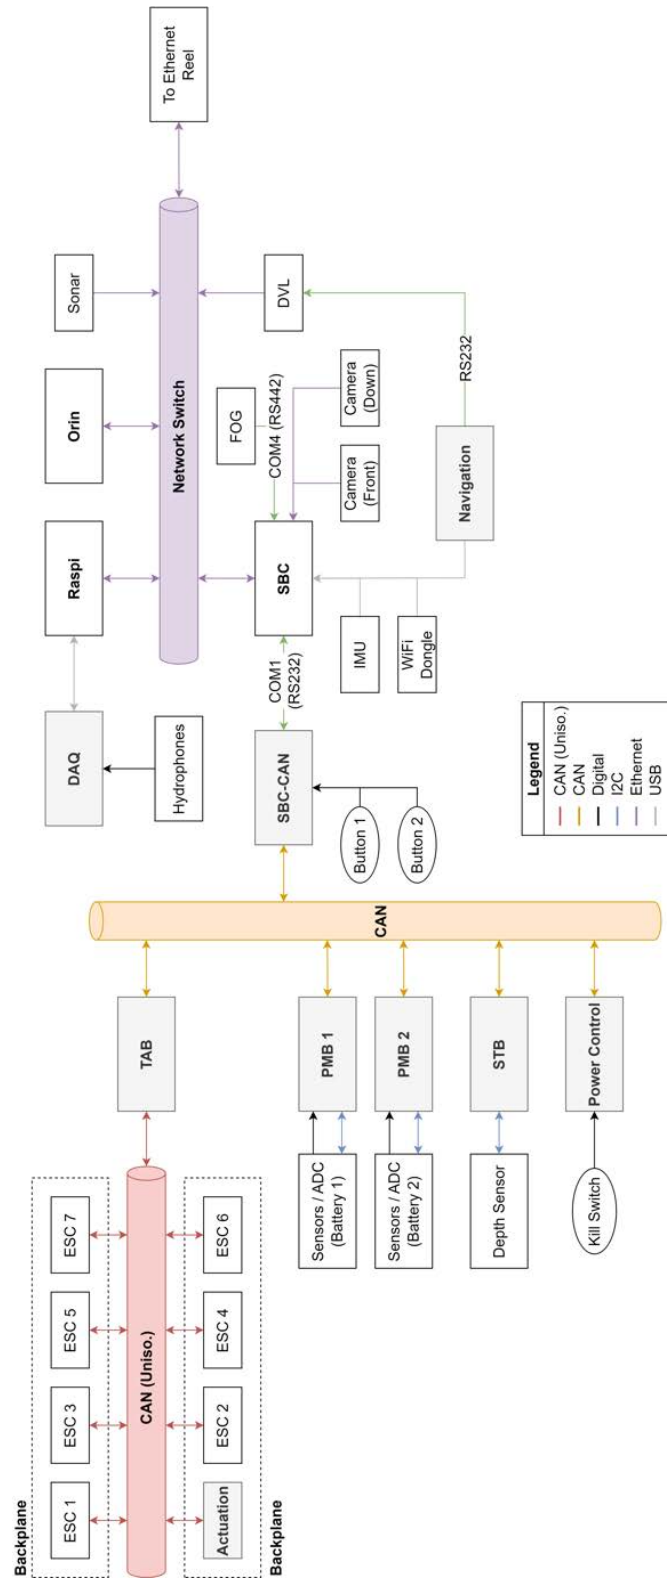 Backplane
ESC 1
ESC 3
ESC 5
ESC 7
CAN (Uniso.)
Actuation
ESC 2
ESC 4
ESC 6
Backplane
TAB
Sensors / ADC
(Battery 1)
PMB 1
Sensors / ADC
(Battery 2)
PMB 2
Depth Sensor
STB
Kill Switch
Power Control
CAN
DAQ
Hydrophones
SBC-CAN
Button 1
Button 2
COM1
(RS232)
Raspi
Orin
Sonar
Network Switch
To Ethernet
Reel
SBC
FOG
COM4 (RS442)
DVL
Camera
(Front)
Camera
(Down)
IMU
WiFi
Dongle
Navigation
RS232
Legend
CAN (Uniso.)
CAN
Digital
I2C
Ethernet
USB